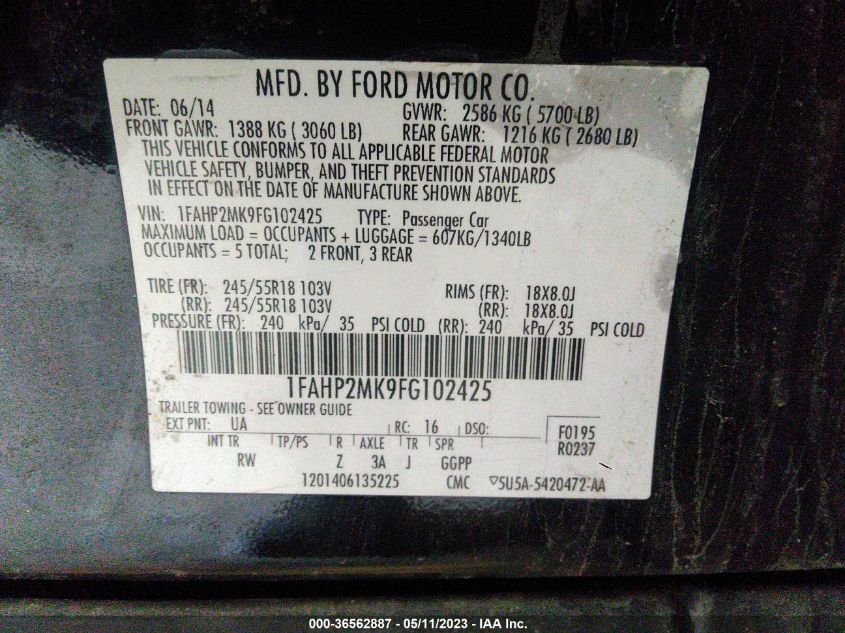 MFD. BY FORD MOTOR CO.
DATE: 06/14 GVWR: 2586 KG ( 5700 LB)
FRONT GAWR: 1388 KG ( 3060 LB) REAR GAWR: 1216 KG ( 2680 LB)
THIS VEHICLE CONFORMS TO ALL APPLICABLE FEDERAL MOTOR
VEHICLE SAFETY, BUMPER, AND THEFT PREVENTION STANDARDS
IN EFFECT ON THE DATE OF MANUFACTURE SHOWN ABOVE.
VIN: 1FAHP2MK9FG102425 TYPE: Passenger Car
MAXIMUM LOAD = OCCUPANTS + LUGGAGE = 607KG/1340LB
OCCUPANTS = 5 TOTAL; 2 FRONT, 3 REAR
TIRE (FR): 245/55R18 103V RIMS (FR): 18X8.0J
(RR): 245/55R18 103V (RR): 18X8.0J
PRESSURE (FR): 240 kPa/ 35 PSI COLD (RR): 240 kPa/ 35 PSI COLD
1FAHP2MK9FG102425
TRAILER TOWING - SEE OWNER GUIDE
EXT PNT: UA RC: 16 DSO: F0195
INT TR TP/PS R AXLE TR SPR R0237
RW Z 3A J GGPP
1201406135225 CMC SU5A-5420472-AA
000-36562887 - 05/11/2023 - IAA Inc.